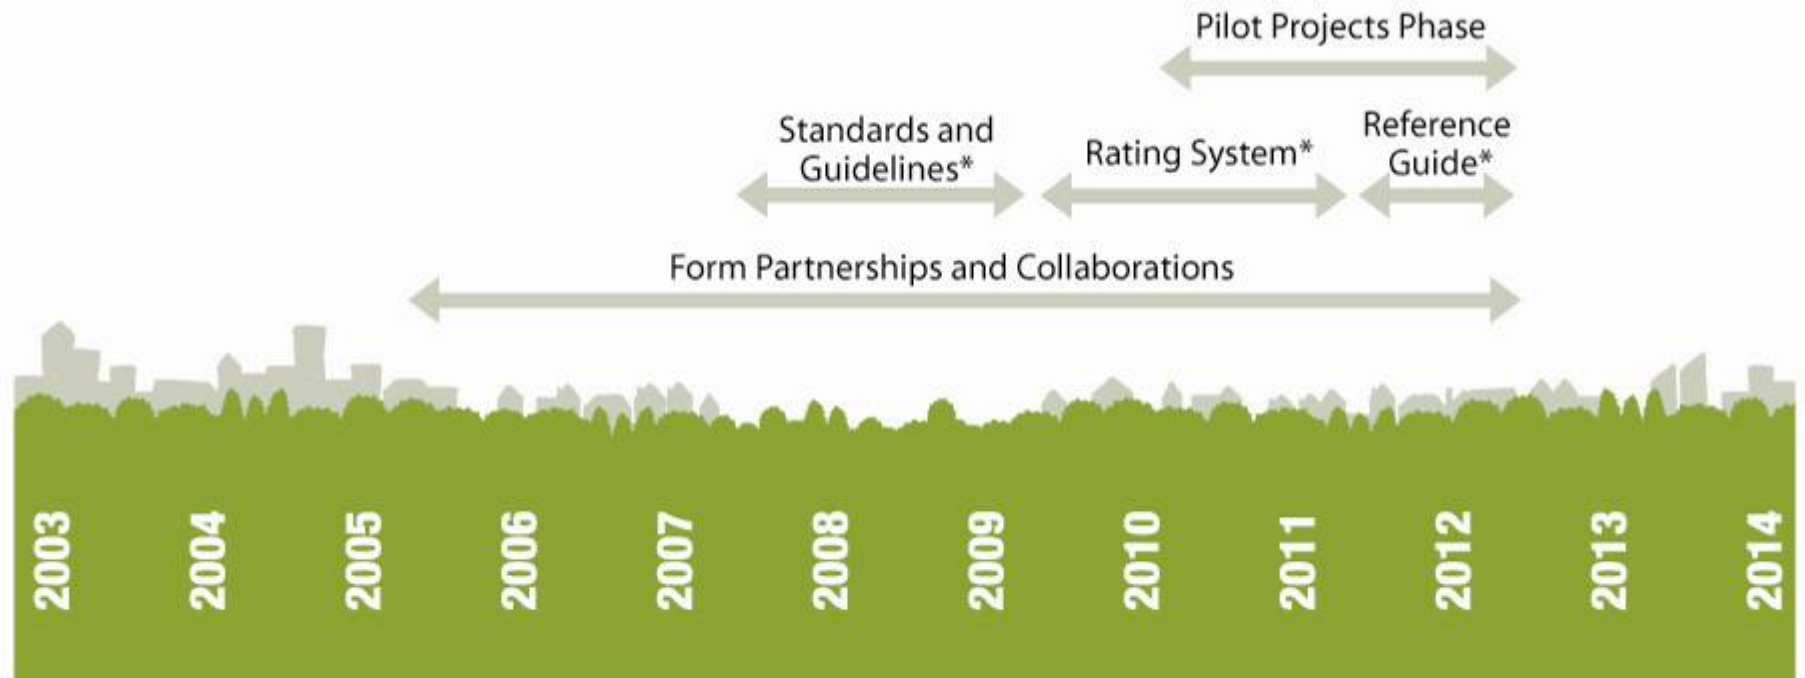 Pilot Projects Phase
Standards and
Guidelines*
Rating System*
Reference
Guide*
Form Partnerships and Collaborations
2003
2004
2005
2006
2007
2008
2009
2010
2011
2012
2013
2014